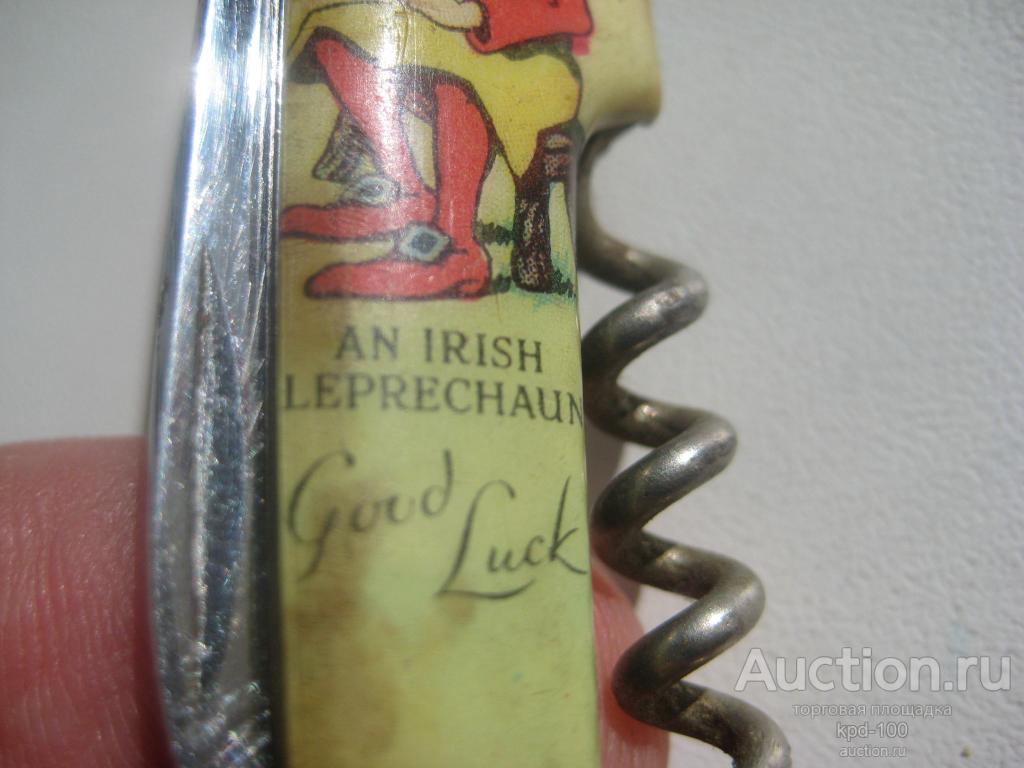 AN IRISH
LEPRECHAUN
Good
Luck
Auction.ru
торговая площадка
kpd-100
auction.ru